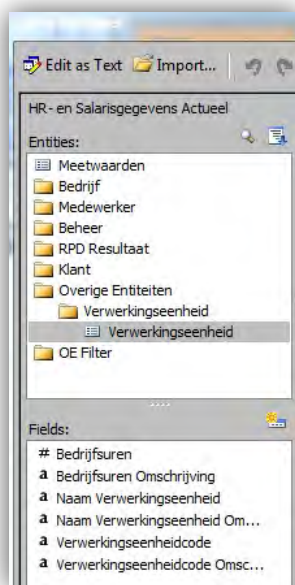 Edit as Text Import...
HR- en Salarisgegevens Actueel
Entities:
Meetwaarden
Bedrijf
Medewerker
Beheer
RPD Resultaat
Klant
Overige Entiteiten
Verwerkingseenheid
Verwerkingseenheid
OE Filter
Fields:
# Bedrijfsuren
a Bedrijfsuren Omschrijving
a Naam Verwerkingseenheid
a Naam Verwerkingseenheid Om...
a Verwerkingseenheidcode
a Verwerkingseenheidcode Omsc...